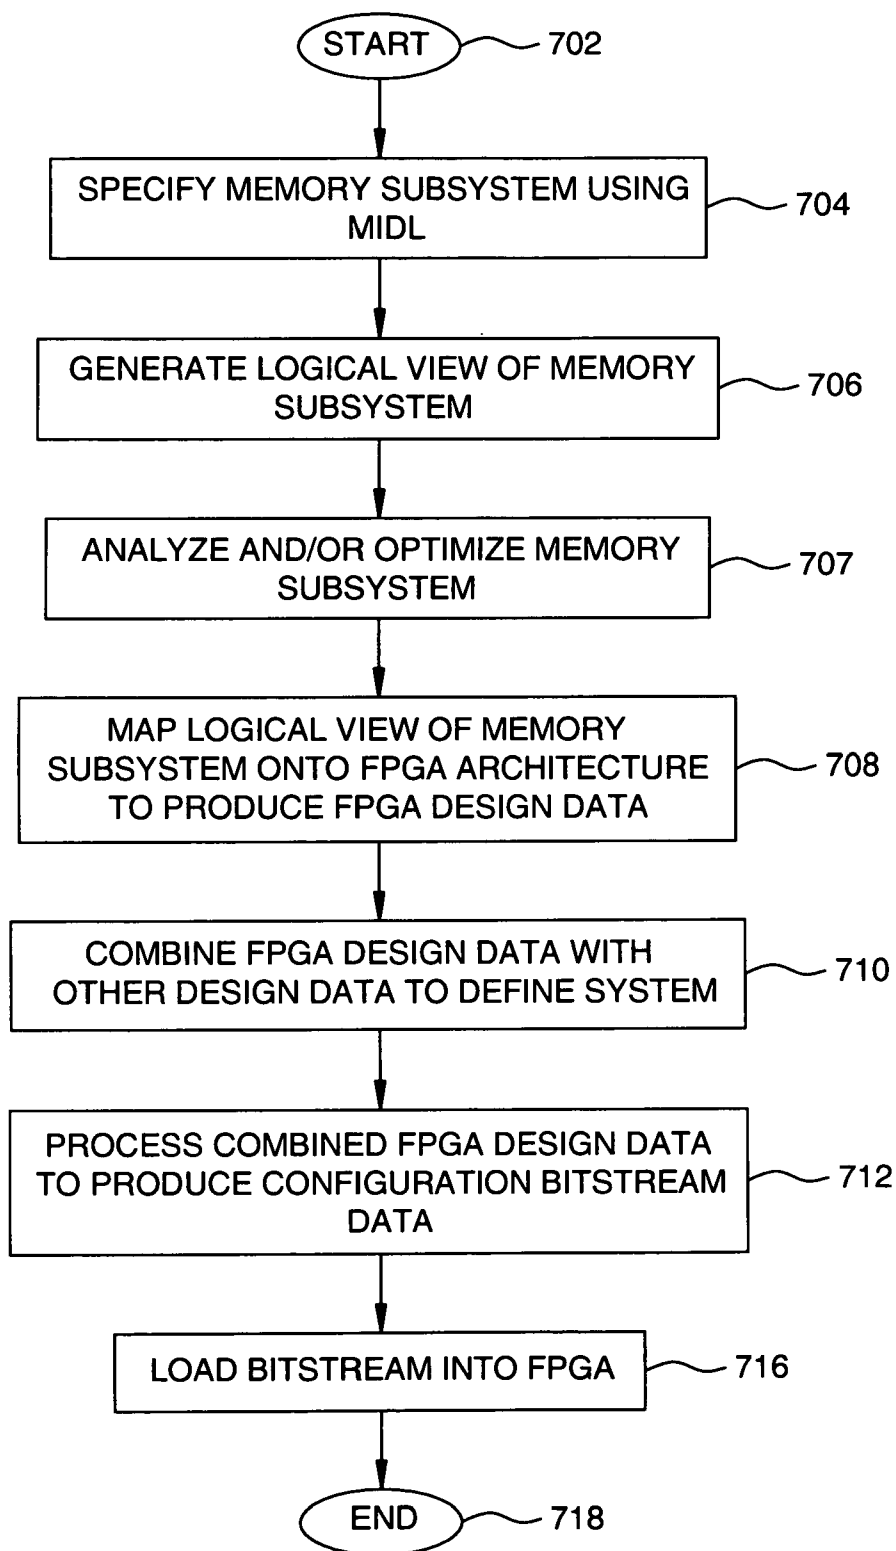 START
702
SPECIFY MEMORY SUBSYSTEM USING
MIDL
704
GENERATE LOGICAL VIEW OF MEMORY
SUBSYSTEM
706
ANALYZE AND/OR OPTIMIZE MEMORY
SUBSYSTEM
707
MAP LOGICAL VIEW OF MEMORY
SUBSYSTEM ONTO FPGA ARCHITECTURE
TO PRODUCE FPGA DESIGN DATA
708
COMBINE FPGA DESIGN DATA WITH
OTHER DESIGN DATA TO DEFINE SYSTEM
710
PROCESS COMBINED FPGA DESIGN DATA
TO PRODUCE CONFIGURATION BITSTREAM
DATA
712
LOAD BITSTREAM INTO FPGA
716
END
718